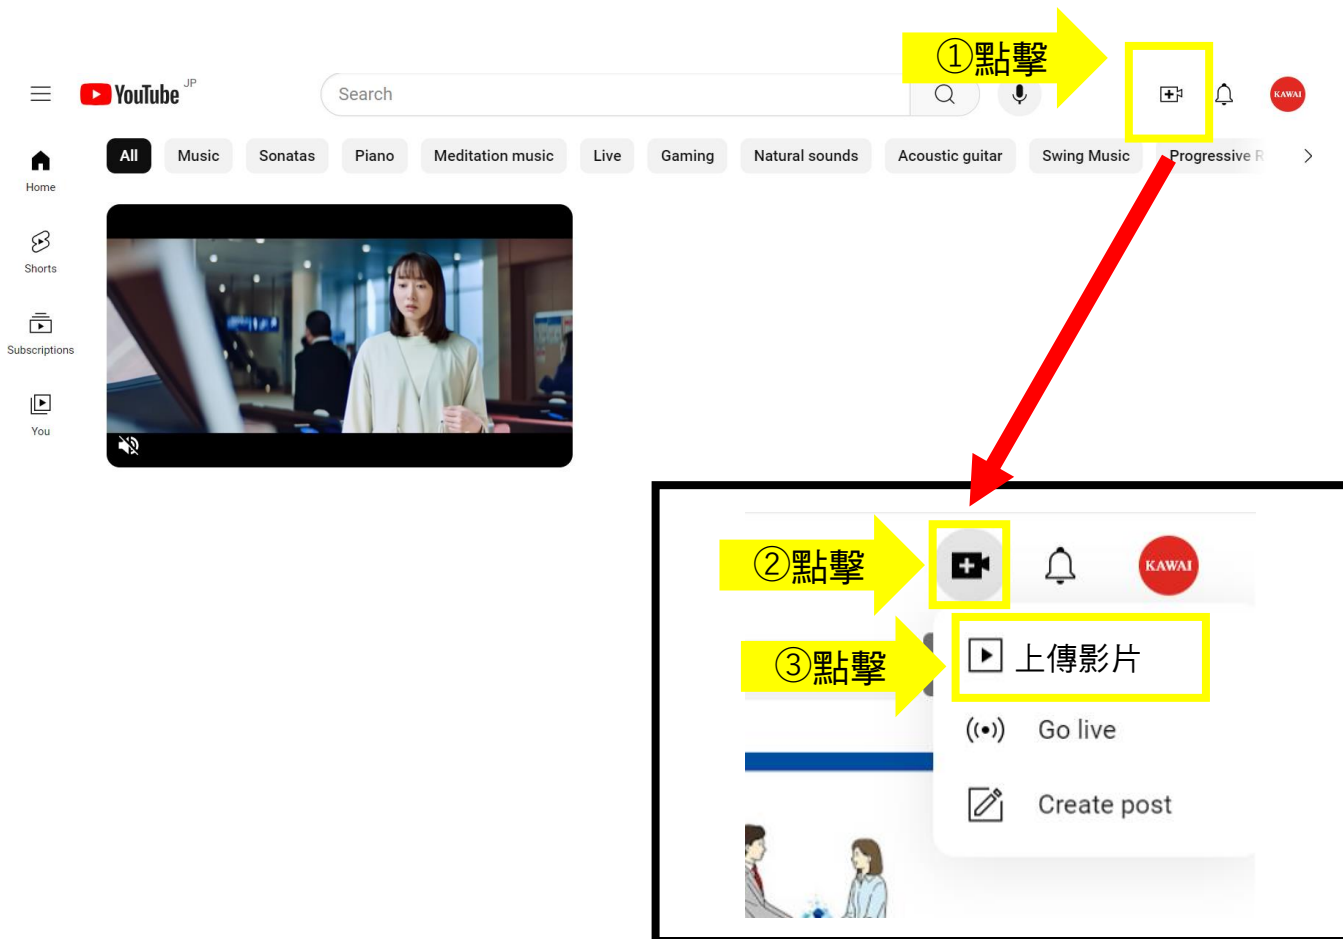 ①點擊
YouTube JP
Search
KAWAI
All Music Sonatas Piano Meditation music Live Gaming Natural sounds Acoustic guitar Swing Music Progressive R
Home
Shorts
Subscriptions
You
②點擊
KAWAI
③點擊
上傳影片
Go live
Create post